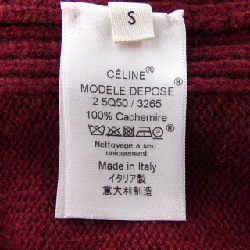 S
CÉLINE®
MODELE DEPOSE
2 5Q50 / 3265
100% Cachemire
Nettoyage a sec
uniquement
Made in Italy
イタリア製
意大利制造